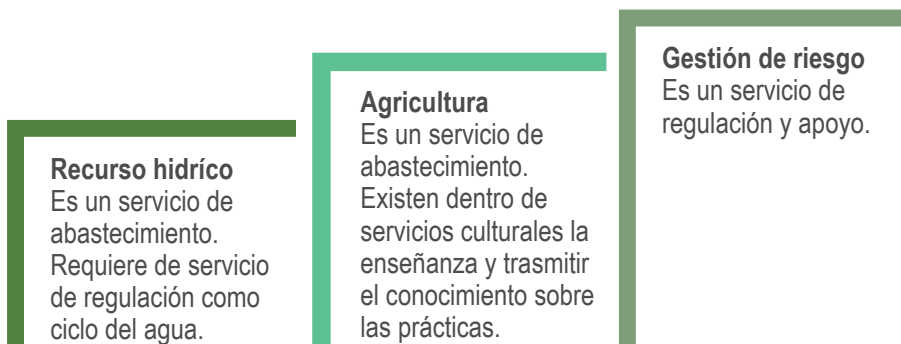 Recurso hidríco
Es un servicio de
abastecimiento.
Requiere de servicio
de regulación como
ciclo del agua.
Agricultura
Es un servicio de
abastecimiento.
Existen dentro de
servicios culturales la
enseñanza y trasmitir
el conocimiento sobre
las prácticas.
Gestión de riesgo
Es un servicio de
regulación y apoyo.